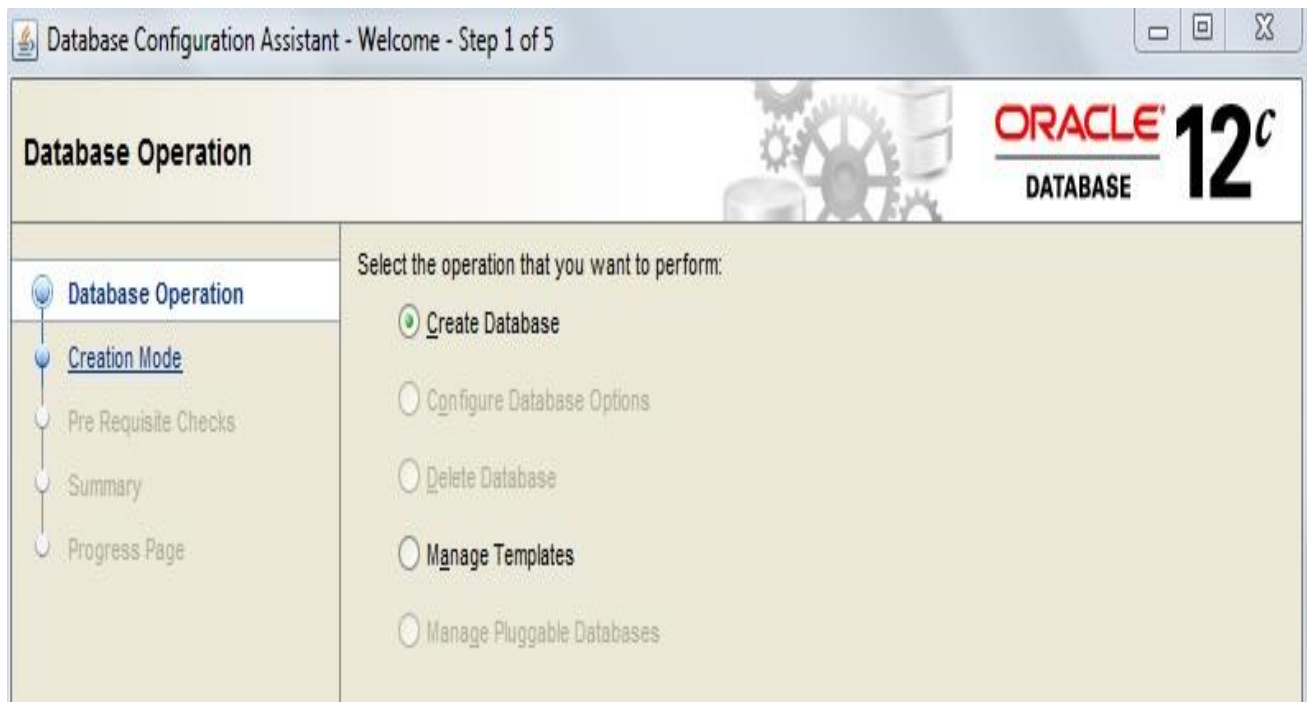 Database Configuration Assistant - Welcome - Step 1 of 5
Database Operation
ORACLE® 12c
DATABASE
Database Operation
Creation Mode
Pre Requisite Checks
Summary
Progress Page
Select the operation that you want to perform:
Create Database
Configure Database Options
Delete Database
Manage Templates
Manage Pluggable Databases